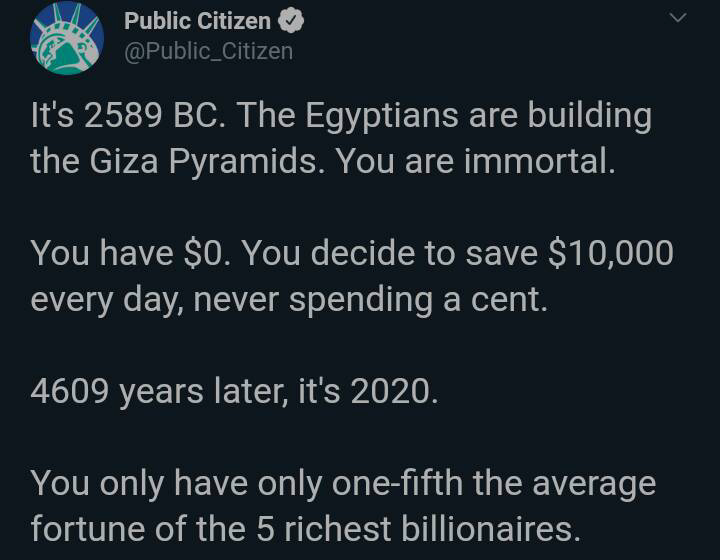 Public Citizen
@Public_Citizen
It's 2589 BC. The Egyptians are building
the Giza Pyramids. You are immortal.
You have $0. You decide to save $10,000
every day, never spending a cent.
4609 years later, it's 2020.
You only have only one-fifth the average
fortune of the 5 richest billionaires.